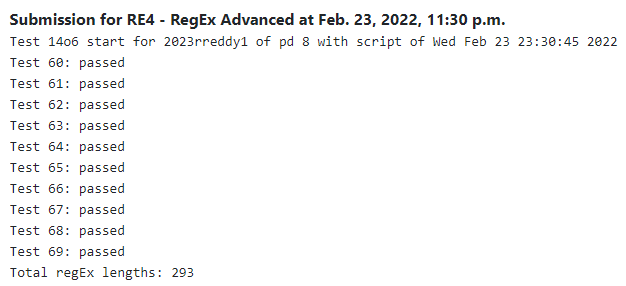 Submission for RE4 - RegEx Advanced at Feb. 23, 2022, 11:30 p.m.
Test 14o6 start for 2023rreddy1 of pd 8 with script of Wed Feb 23 23:30:45 2022
Test 60: passed
Test 61: passed
Test 62: passed
Test 63: passed
Test 64: passed
Test 65: passed
Test 66: passed
Test 67: passed
Test 68: passed
Test 69: passed
Total regEx lengths: 293